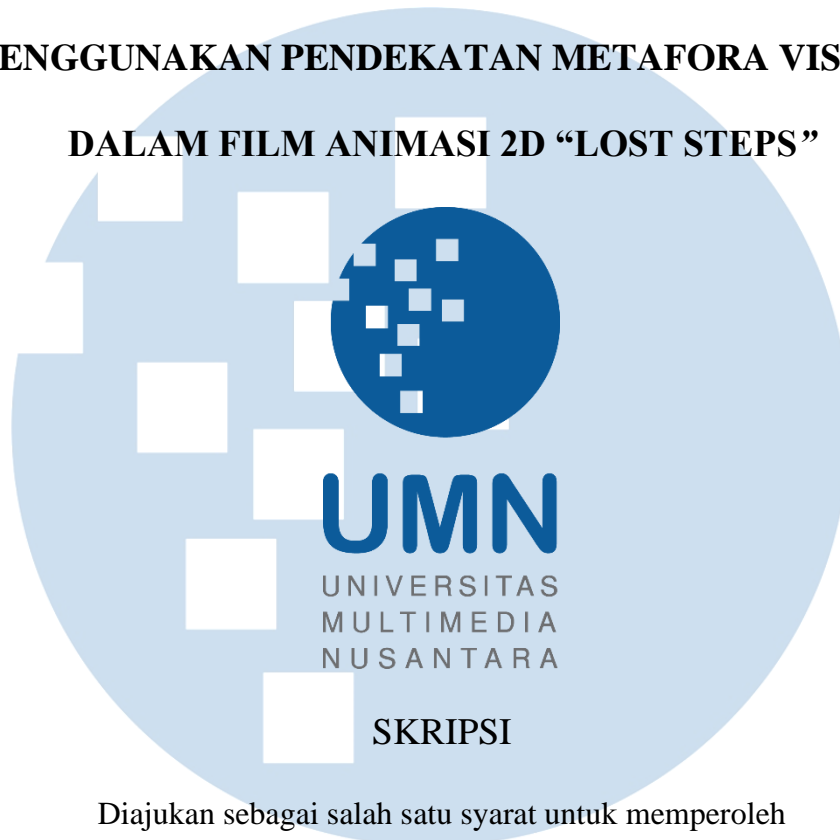 ENGGUNAKAN PENDEKATAN METAFORA VIS
DALAM FILM ANIMASI 2D “LOST STEPS”
UMN
UNIVERSITAS
MULTIMEDIA
NUSANTARA
SKRIPSI
Diajukan sebagai salah satu syarat untuk memperoleh